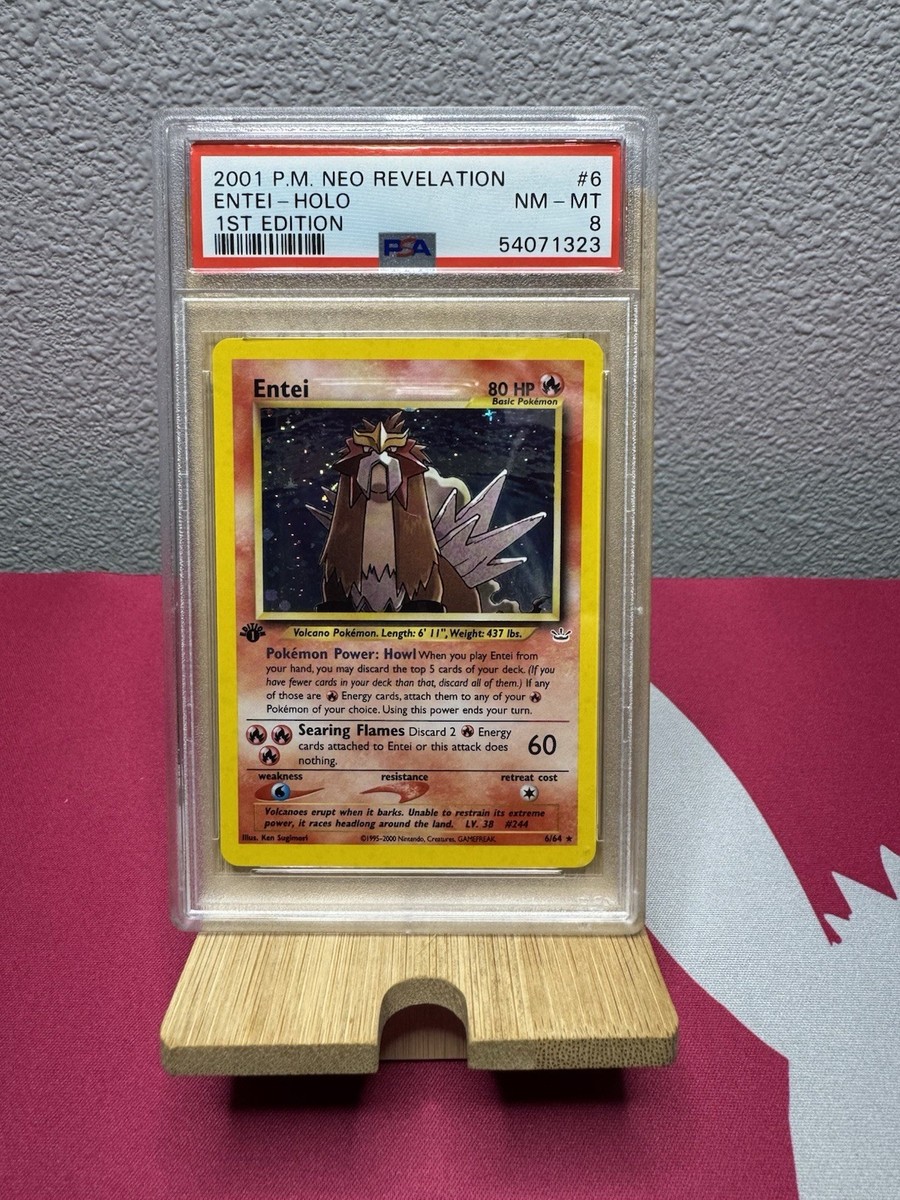 2001 P.M. NEO REVELATION #6
ENTEI-HOLO NM-MT
1ST EDITION 8
PSA 54071323
Entei 80 HP
Basic Pokémon
EDITION 1
Volcano Pokémon. Length: 6' 11", Weight: 437 lbs.
Pokémon Power: Howl When you play Entei from
your hand, you may discard the top 5 cards of your deck. (If you
have fewer cards in your deck than that, discard all of them.) If any
of those are Energy cards, attach them to any of your
Pokémon of your choice. Using this power ends your turn.
Searing Flames Discard 2 Energy
cards attached to Entei or this attack does 60
nothing.
weakness resistance retreat cost
Volcanoes erupt when it barks. Unable to restrain its extreme
power, it races headlong around the land. LV. 38 #244
Illus. Ken Sugimori ©1995-2000 Nintendo, Creatures, GAMEFREAK. 6/64 ★